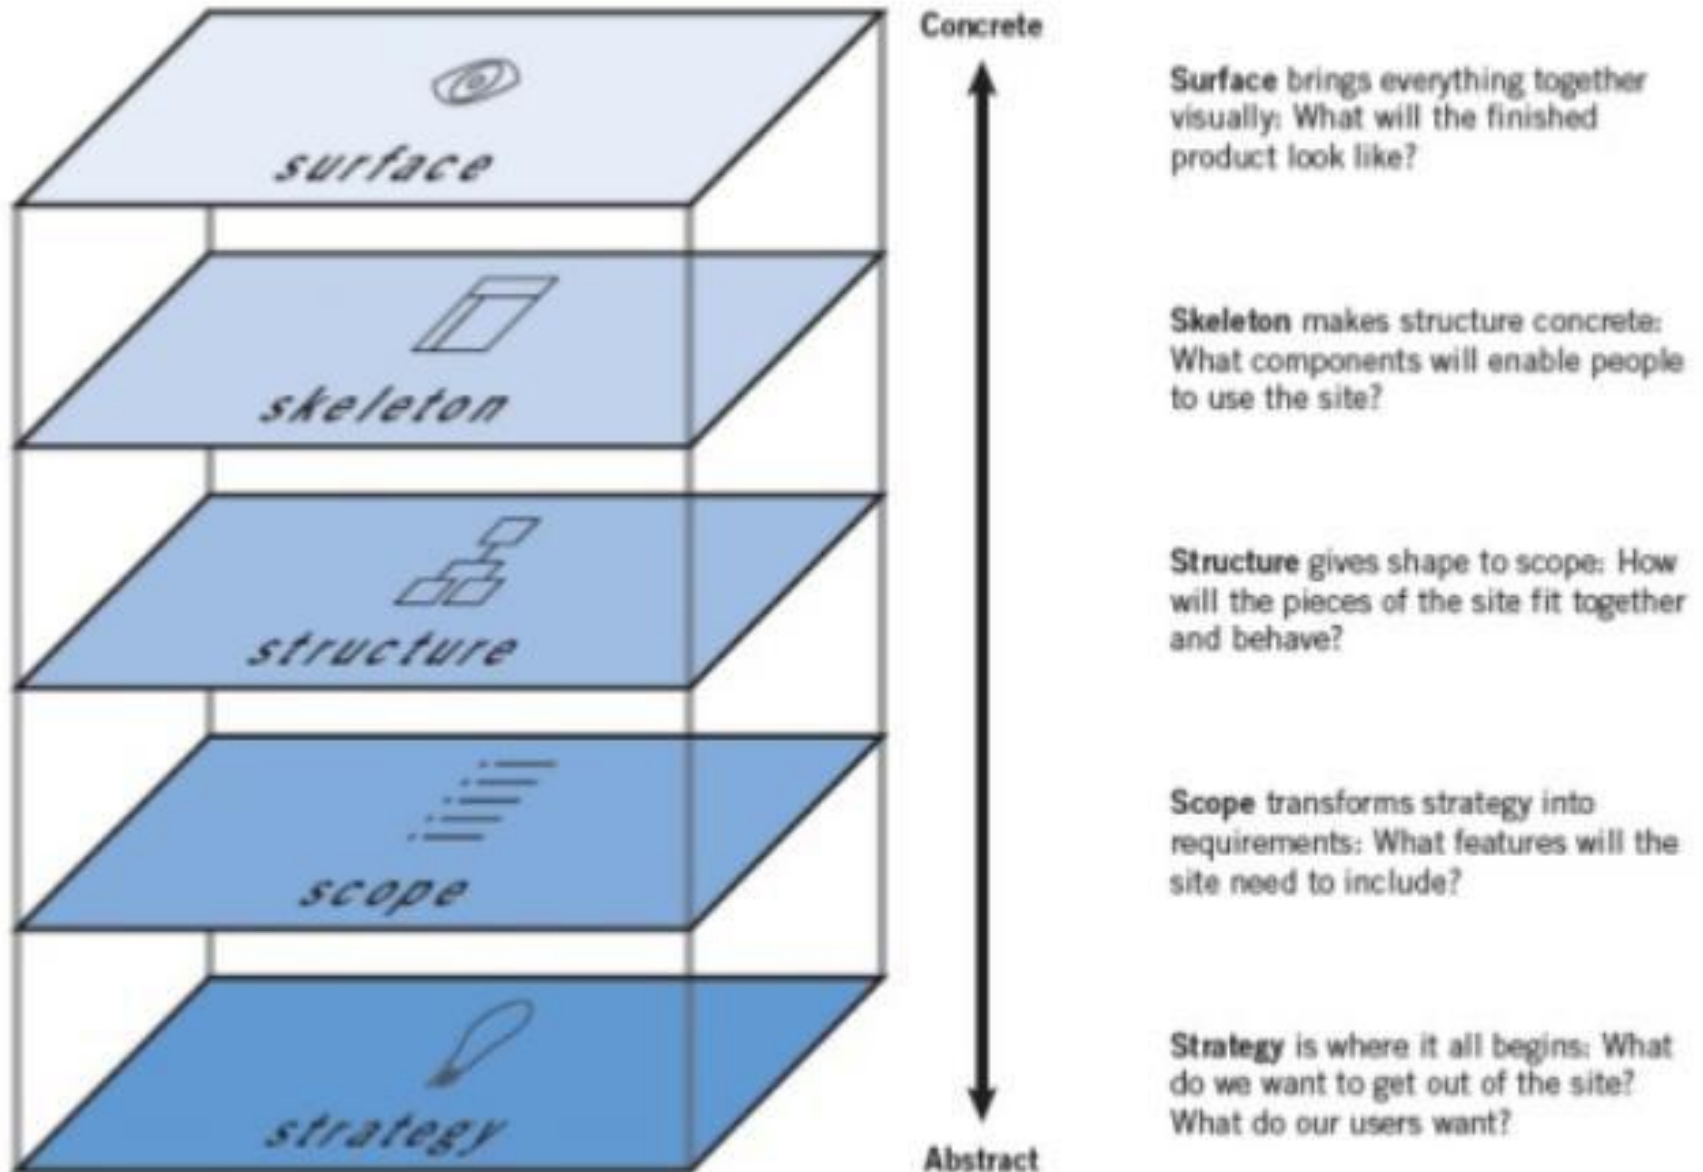 Concrete
surface
Surface brings everything together
visually: What will the finished
product look like?
skeleton
Skeleton makes structure concrete:
What components will enable people
to use the site?
structure
Structure gives shape to scope: How
will the pieces of the site fit together
and behave?
scope
Scope transforms strategy into
requirements: What features will the
site need to include?
strategy
Strategy is where it all begins: What
do we want to get out of the site?
What do our users want?
Abstract